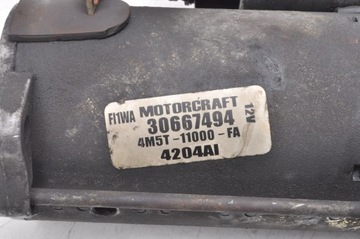 MOTORCRAFT
F11WA
30667494
12V
4M5T-11000-FA
4204AI